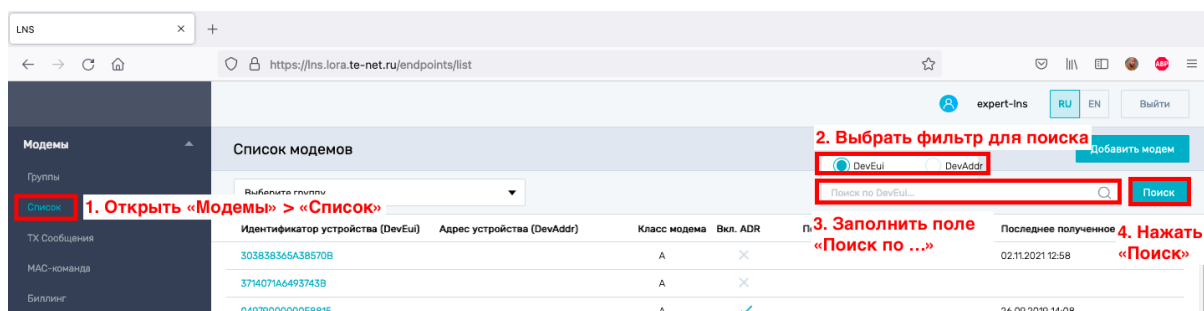 LNS
https://lns.lora.te-net.ru/endpoints/list
ABP
expert-lns
RU
EN
Выйти
Модемы
Список модемов
2. Выбрать фильтр для поиска
Добавить модем
DevEui
DevAddr
Группы
Выберите группу
Поиск по DevEui...
Поиск
Список
1. Открыть «Модемы» > «Список»
3. Заполнить поле
«Поиск по ...»
4. Нажать
«Поиск»
TX Сообщения
Идентификатор устройства (DevEui)
Адрес устройства (DevAddr)
Класс модема
Вкл. ADR
Последнее полученное
303838365A38570B
A
02.11.2021 12:58
MAC-команда
3714071A6493743B
A
Биллинг